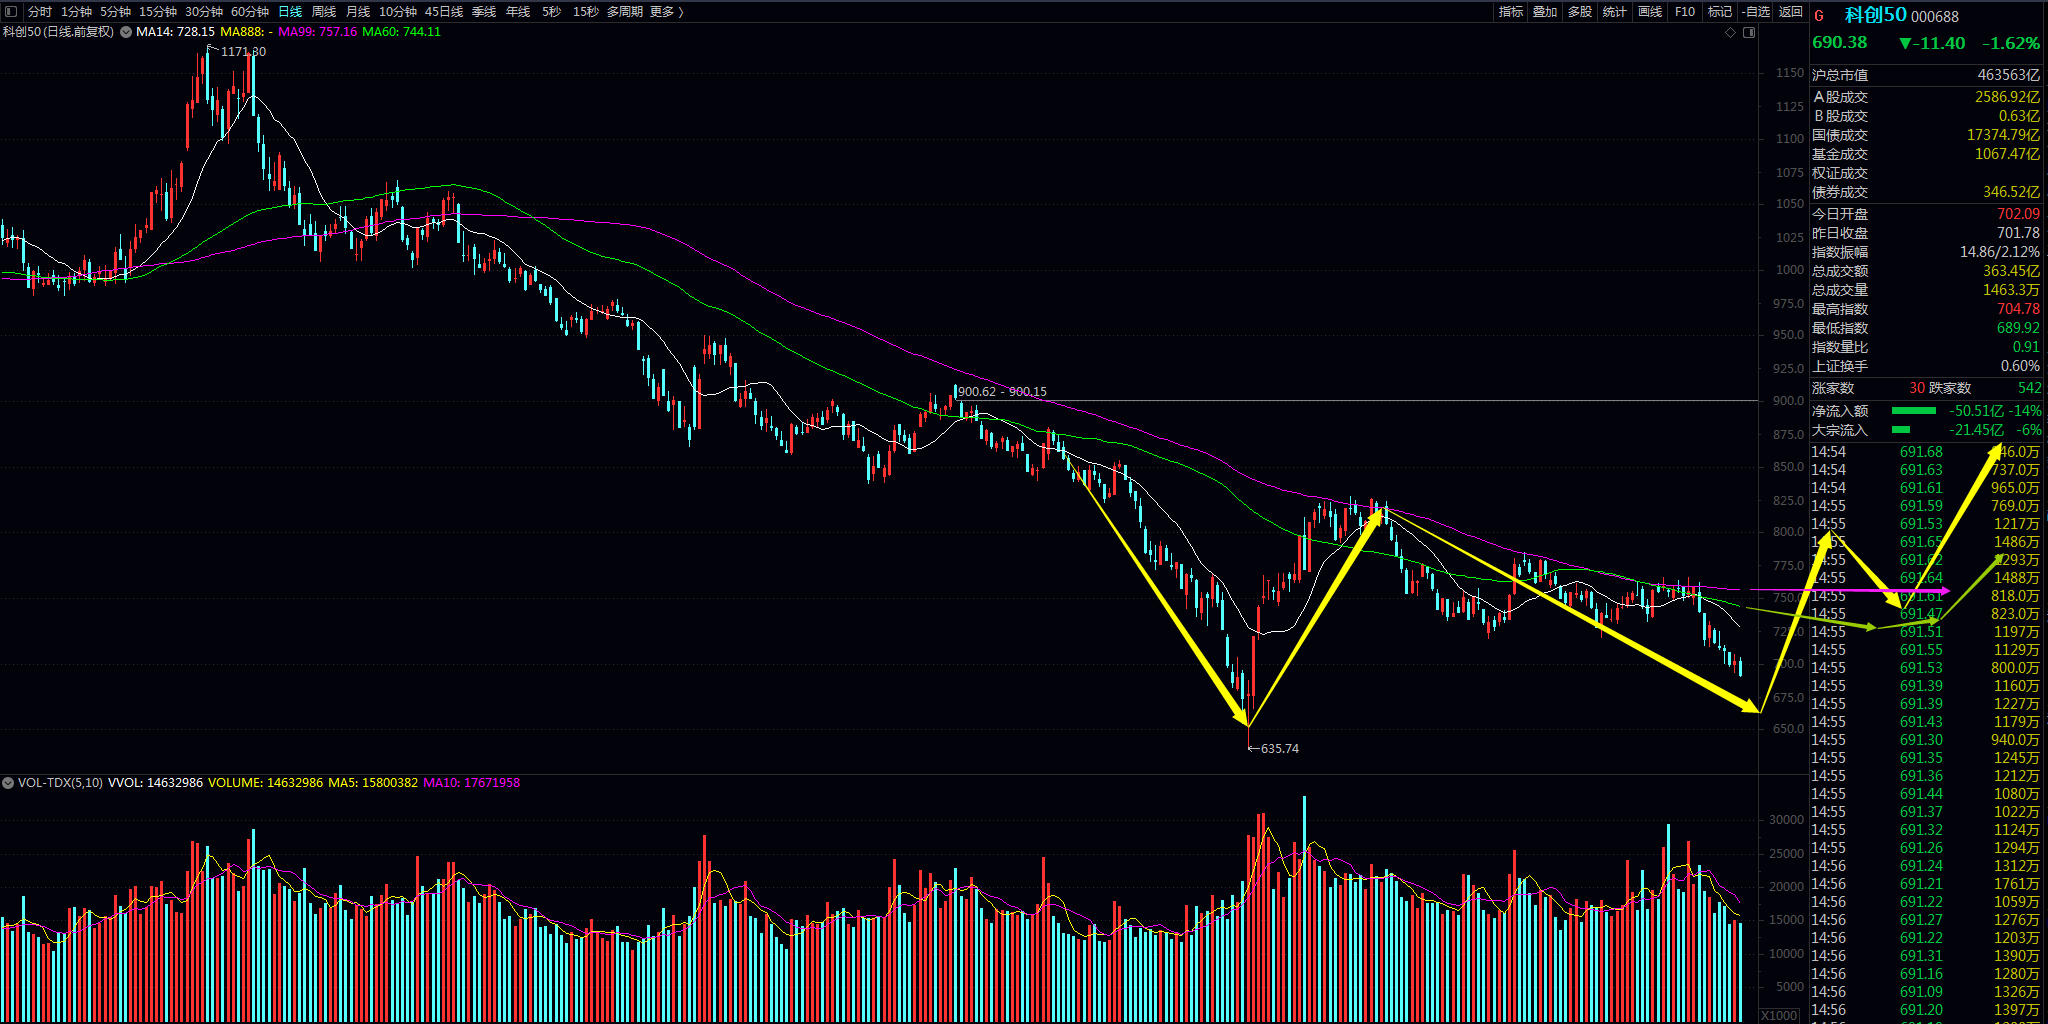 分时 1分钟 5分钟 15分钟 30分钟 60分钟 日线 周线 月线 10分钟 45日线 季线 年线 5秒 15秒 多周期 更多 〉
指标 叠加 多股 统计 画线 F10 标记 -自选 返回
科创50(日线.前复权) MA14: 728.15 MA888: - MA99: 757.16 MA60: 744.11
1171.30
900.62 - 900.15
635.74
1150
1125
1100
1075
1050
1025
1000
975.0
950.0
925.0
900.0
875.0
850.0
825.0
800.0
775.0
750.0
725.0
700.0
675.0
650.0
VOL-TDX(5,10) VVOL: 14632986 VOLUME: 14632986 MA5: 15800382 MA10: 17671958
30000
25000
20000
15000
10000
5000
X1000
G 科创50 000688
690.38 ▼-11.40 -1.62%
沪总市值 463563亿
A股成交 2586.92亿
B股成交 0.63亿
国债成交 17374.79亿
基金成交 1067.47亿
权证成交
债券成交 346.52亿
今日开盘 702.09
昨日收盘 701.78
指数振幅 14.86/2.12%
总成交额 363.45亿
总成交量 1463.3万
最高指数 704.78
最低指数 689.92
指数量比 0.91
上证换手 0.60%
涨家数 30 跌家数 542
净流入额 -50.51亿 -14%
大宗流入 -21.45亿 -6%
14:54 691.68
14:54 691.63 737.0万
14:54 691.61 965.0万
14:55 691.59 769.0万
14:55 691.53 1217万
14:55 691.65 1486万
14:55 691.62 1293万
14:55 691.64 1488万
14:55 691.61 818.0万
14:55 691.47 823.0万
14:55 691.51 1197万
14:55 691.55 1129万
14:55 691.53 800.0万
14:55 691.39 1160万
14:55 691.39 1227万
14:55 691.43 1179万
14:55 691.30 940.0万
14:55 691.35 1245万
14:55 691.36 1212万
14:55 691.44 1080万
14:55 691.37 1022万
14:55 691.32 1124万
14:55 691.26 1294万
14:56 691.24 1312万
14:56 691.21 1761万
14:56 691.22 1059万
14:56 691.27 1276万
14:56 691.22 1203万
14:56 691.31 1390万
14:56 691.16 1280万
14:56 691.09 1326万
14:56 691.20 1397万